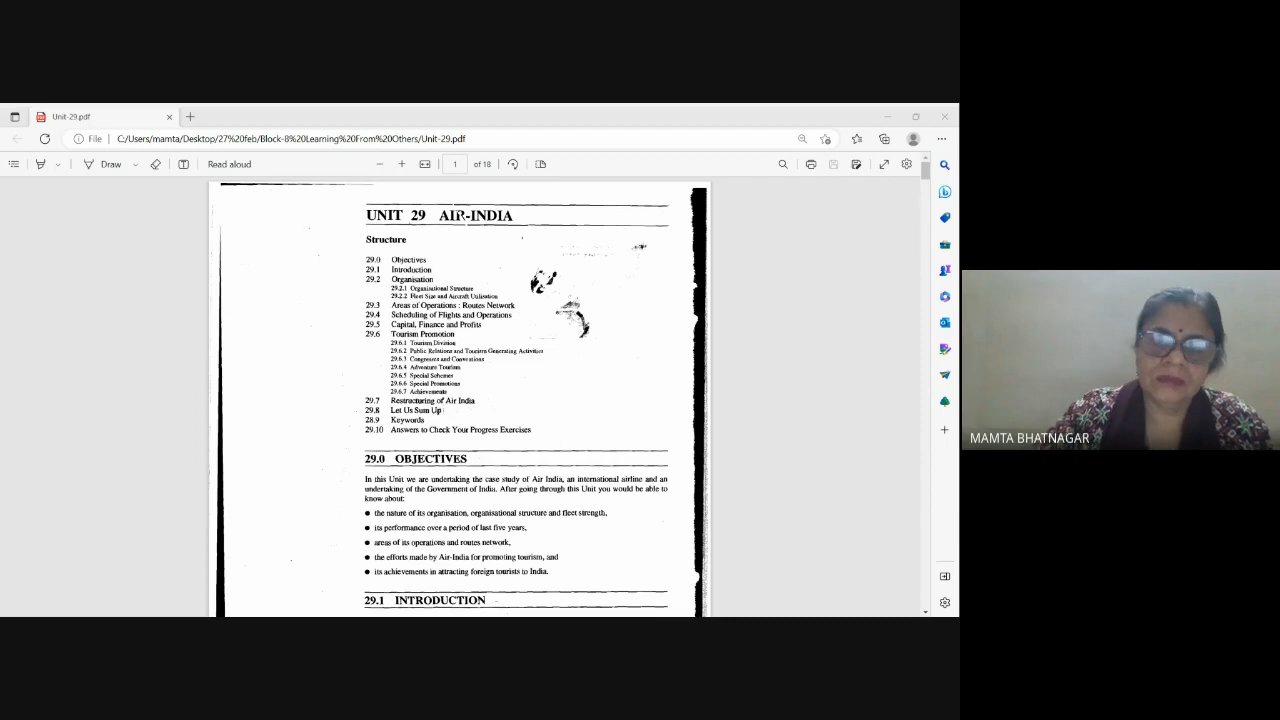 Unit-29.pdf
File
C:/Users/mamta/Desktop/27%20feb/Block-8%20Learning%20From%20Others/Unit-29.pdf
Draw
Read aloud
1 of 18
UNIT 29 AIR-INDIA
Structure
29.0 Objectives
29.1 Introduction
29.2 Organisation
29.2.1 Organisational Structure
29.2.2 Fleet Size and Aircraft Utilisation
29.3 Areas of Operations : Routes Network
29.4 Scheduling of Flights and Operations
29.5 Capital, Finance and Profits
29.6 Tourism Promotion
29.6.1 Tourism Division
29.6.2 Public Relations and Tourism Generating Activities
29.6.3 Congresses and Conventions
29.6.4 Adventure Tourism
29.6.5 Special Schemes
29.6.6 Special Promotions
29.6.7 Achievements
29.7 Restructuring of Air India
29.8 Let Us Sum Up
28.9 Keywords
29.10 Answers to Check Your Progress Exercises
29.0 OBJECTIVES
In this Unit we are undertaking the case study of Air India, an international airline and an
undertaking of the Government of India. After going through this Unit you would be able to
know about:
● the nature of its organisation, organisational structure and fleet strength,
● its performance over a period of last five years,
● areas of its operations and routes network,
● the efforts made by Air-India for promoting tourism, and
● its achievements in attracting foreign tourists to India.
29.1 INTRODUCTION
MAMTA BHATNAGAR